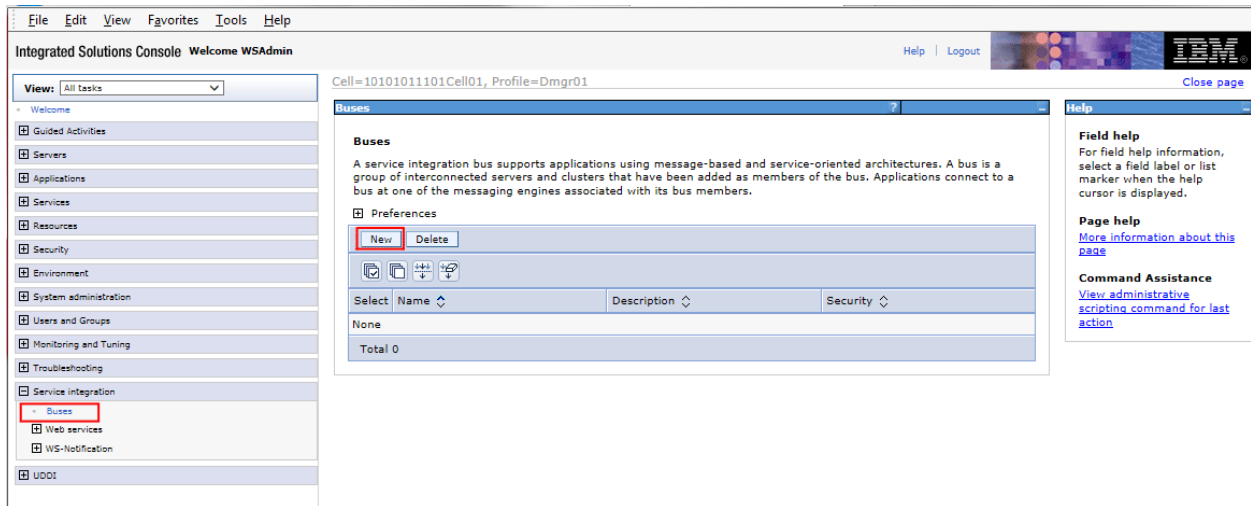 File Edit View Favorites Tools Help
Integrated Solutions Console Welcome WSAdmin
Help | Logout
IBM
View: All tasks
Welcome
Guided Activities
Servers
Applications
Services
Resources
Security
Environment
System administration
Users and Groups
Monitoring and Tuning
Troubleshooting
Service integration
Buses
Web services
WS-Notification
UDDI
Cell=10101011101Cell01, Profile=Dmgr01
Close page
Buses
?
Buses
A service integration bus supports applications using message-based and service-oriented architectures. A bus is a
group of interconnected servers and clusters that have been added as members of the bus. Applications connect to a
bus at one of the messaging engines associated with its bus members.
Preferences
New Delete
Select Name Description Security
None
Total 0
Help
Field help
For field help information,
select a field label or list
marker when the help
cursor is displayed.
Page help
More information about this
page
Command Assistance
View administrative
scripting command for last
action